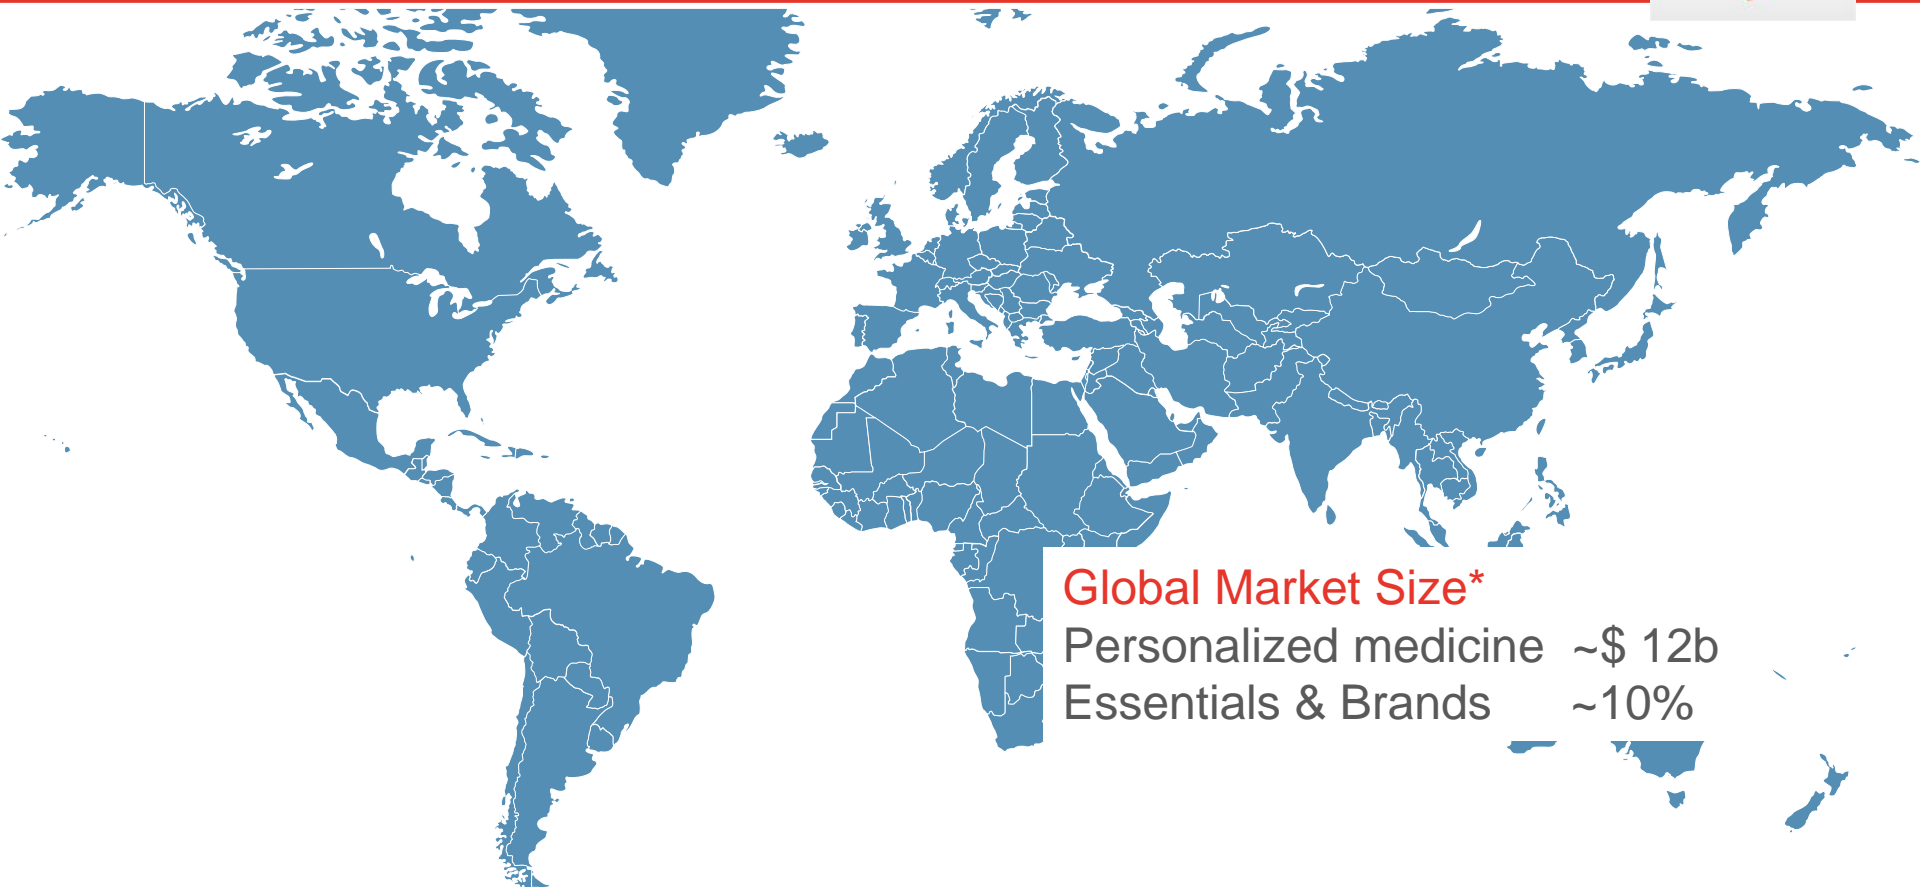 Global Market Size*
Personalized medicine ~$ 12b
Essentials & Brands ~10%